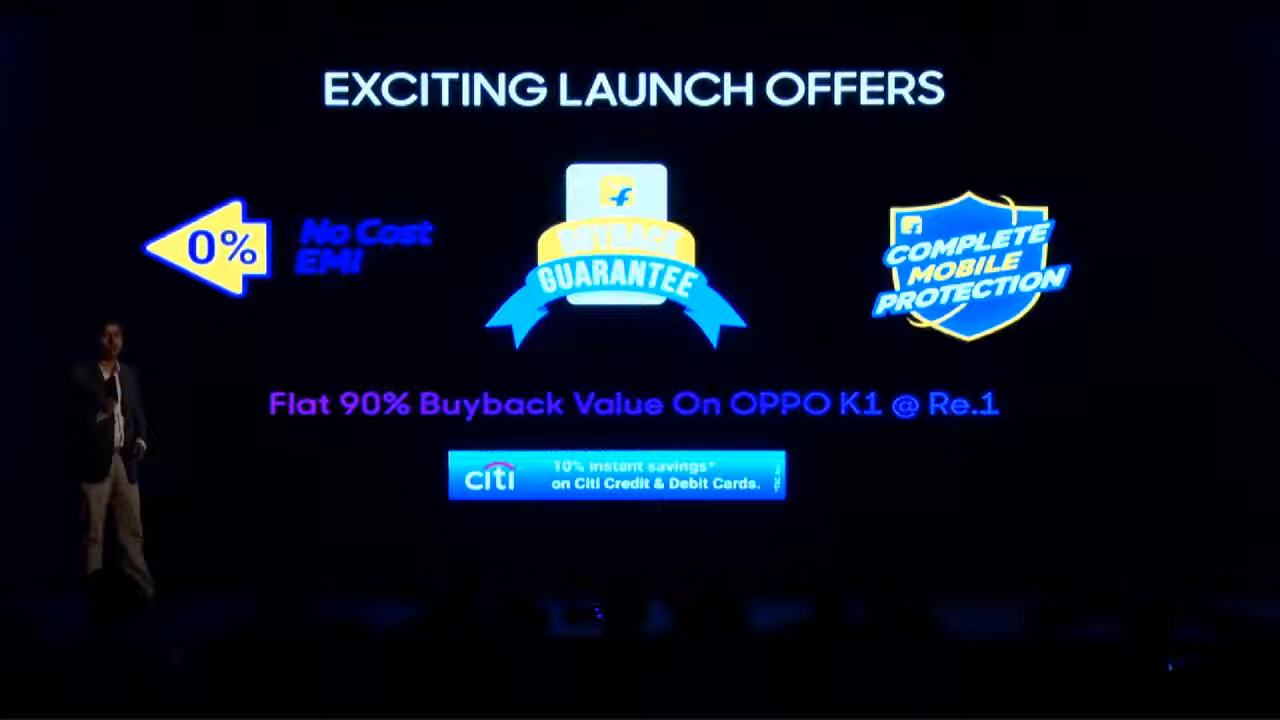 EXCITING LAUNCH OFFERS
0%
No Cost
EMI
BUYBACK
GUARANTEE
COMPLETE
MOBILE
PROTECTION
Flat 90% Buyback Value On OPPO K1 @ Re.1
citi
10% instant savings*
on Citi Credit & Debit Cards.